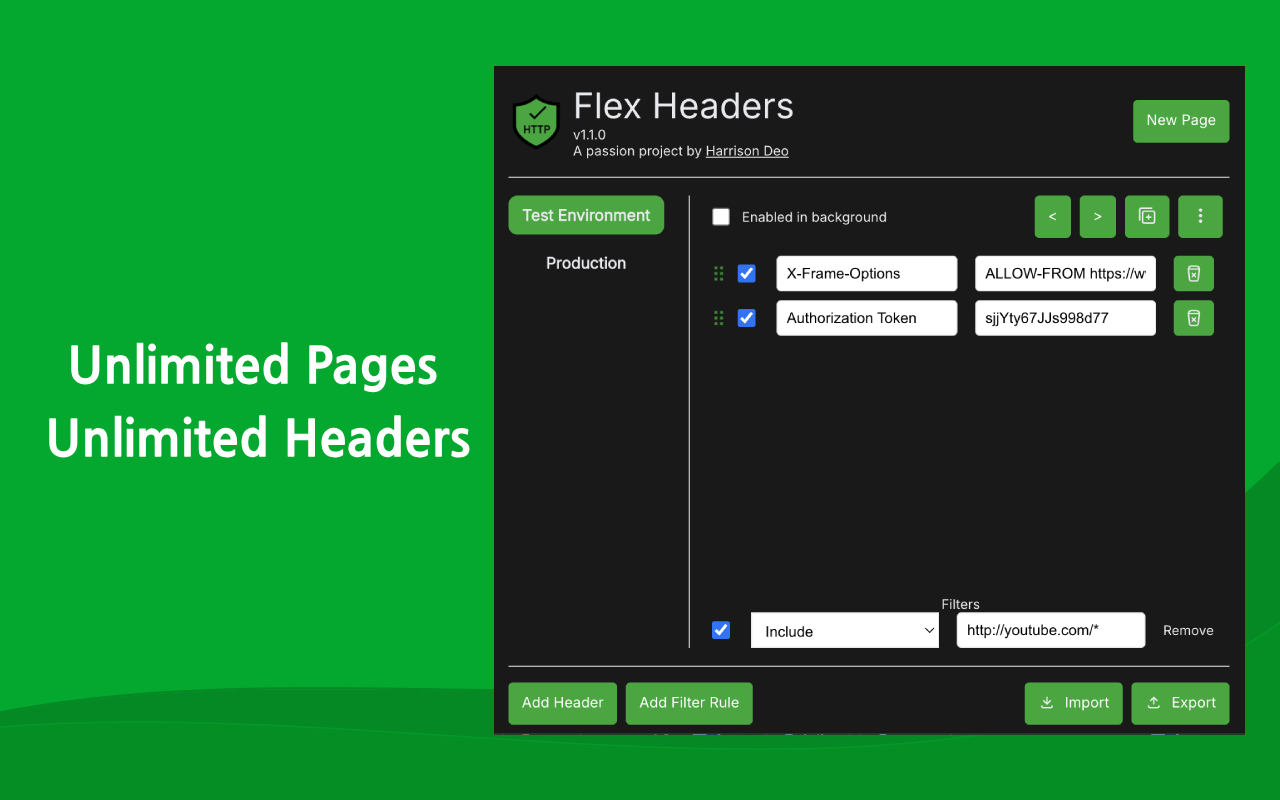 Unlimited Pages
Unlimited Headers
HTTP
Flex Headers
v1.1.0
A passion project by Harrison Deo
New Page
Test Environment
Production
Enabled in background
< >
X-Frame-Options ALLOW-FROM https://w
Authorization Token sjjYty67JJs998d77
Filters
Include http://youtube.com/* Remove
Add Header Add Filter Rule Import Export